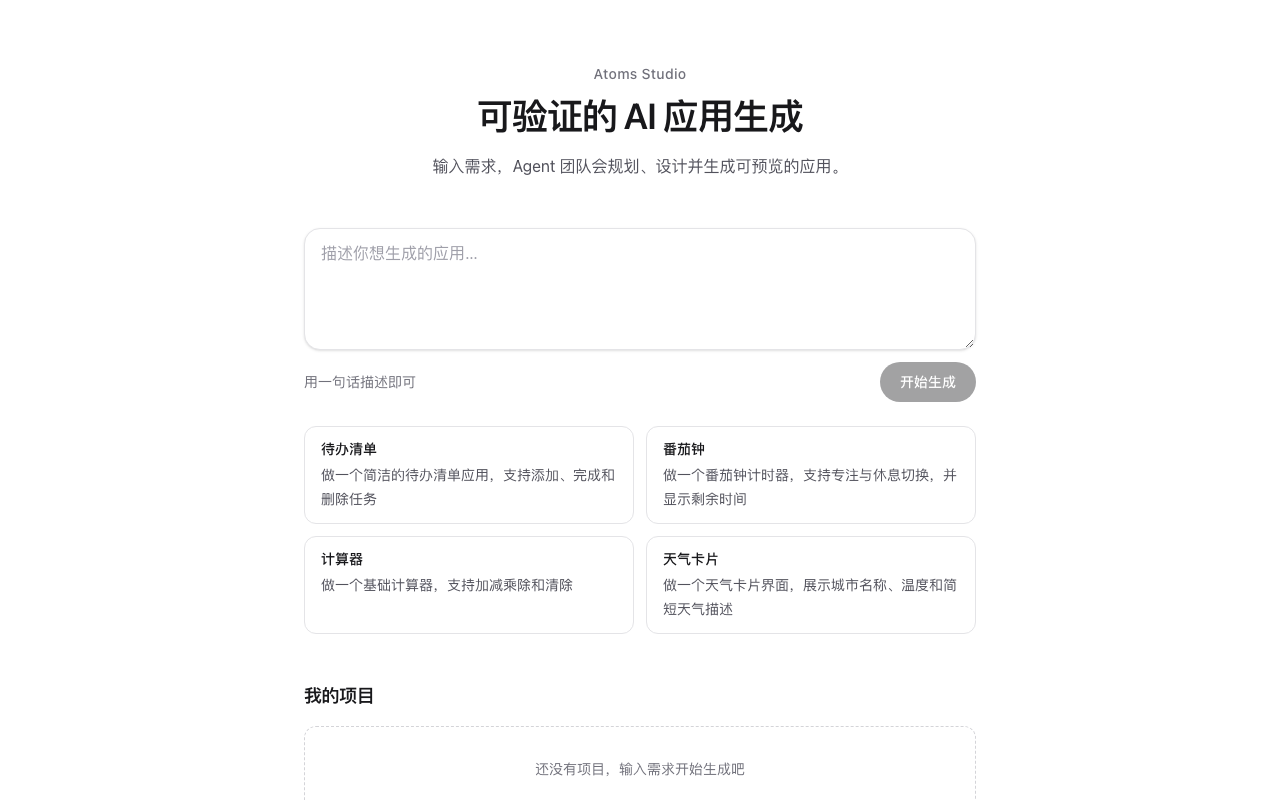 Atoms Studio
可验证的 AI 应用生成
输入需求，Agent 团队会规划、设计并生成可预览的应用。
描述你想生成的应用...
用一句话描述即可
开始生成
待办清单
做一个简洁的待办清单应用，支持添加、完成和
删除任务
番茄钟
做一个番茄钟计时器，支持专注与休息切换，并
显示剩余时间
计算器
做一个基础计算器，支持加减乘除和清除
天气卡片
做一个天气卡片界面，展示城市名称、温度和简
短天气描述
我的项目
还没有项目，输入需求开始生成吧